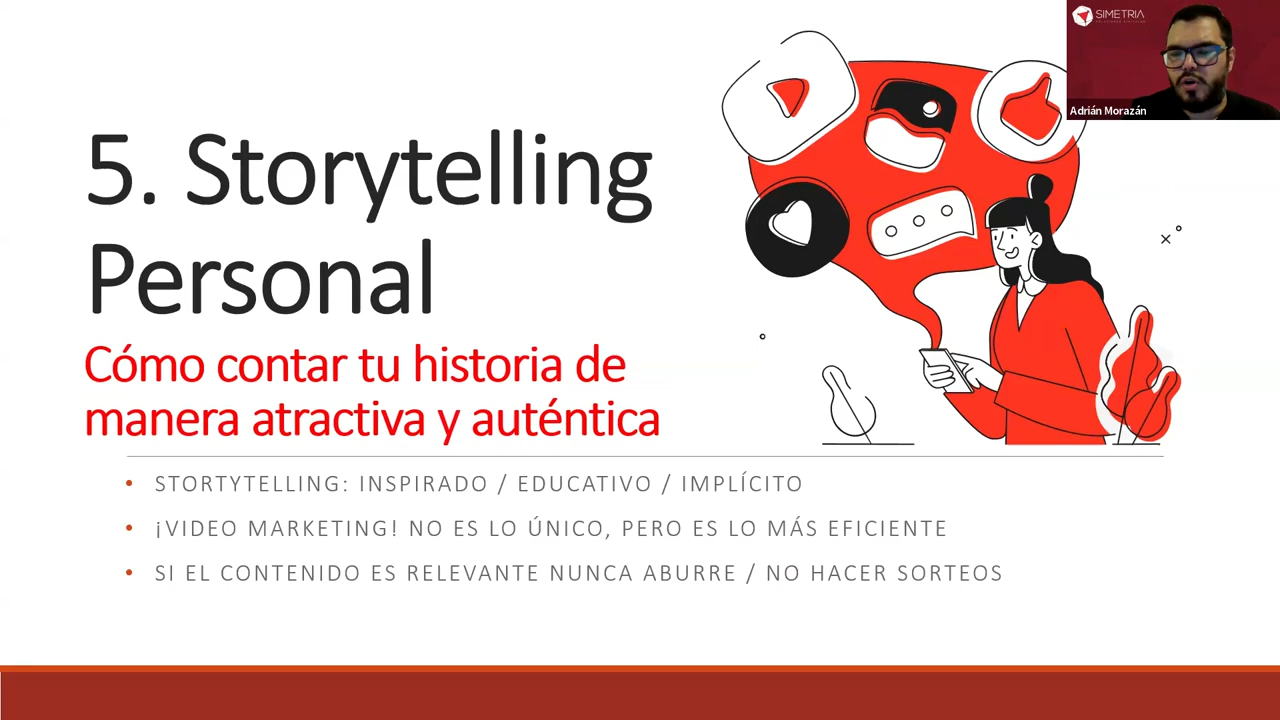 5. Storytelling
Personal
Cómo contar tu historia de
manera atractiva y auténtica
• STORTYTELLING: INSPIRADO / EDUCATIVO / IMPLÍCITO
• ¡VIDEO MARKETING! NO ES LO ÚNICO, PERO ES LO MÁS EFICIENTE
• SI EL CONTENIDO ES RELEVANTE NUNCA ABURRE / NO HACER SORTEOS
SIMETRIA
Adrián Morazán